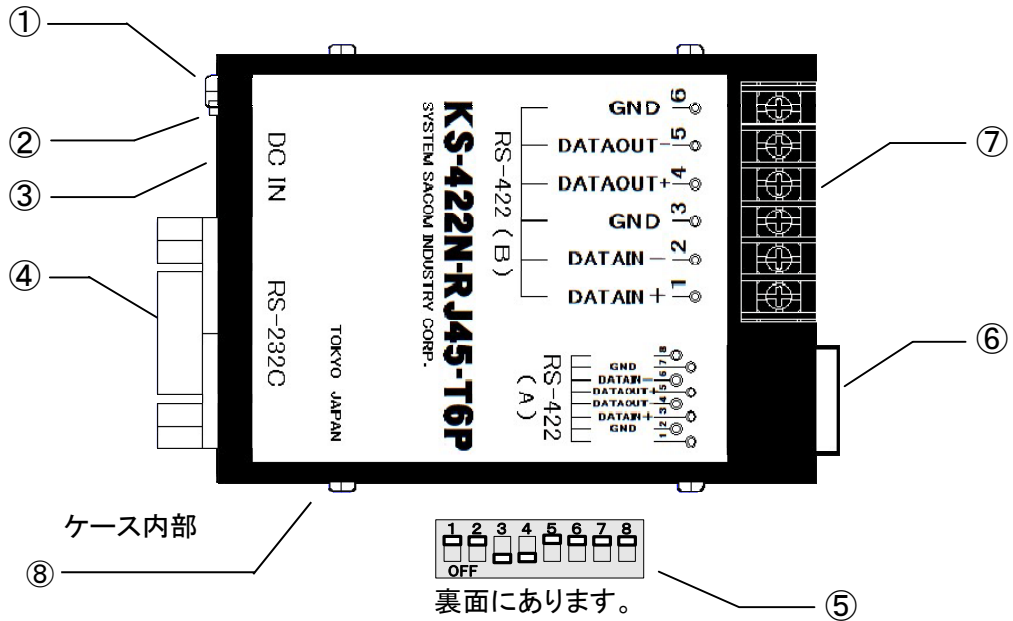 ①
②
③
④
⑤
⑥
⑦
⑧
DC IN
RS-232C
TOKYO JAPAN
SYSTEM SACOM INDUSTRY CORP.
KS-422N-RJ45-T6P
RS-422(B)
GND 6
DATAOUT- 5
DATAOUT+ 4
GND 3
DATAIN- 2
DATAIN+ 1
RS-422
(A)
8
GND 7
DATAIN- 6
DATAOUT+ 5
DATAOUT- 4
DATAIN+ 3
GND 2
1
ケース内部
1 2 3 4 5 6 7 8
OFF
裏面にあります。